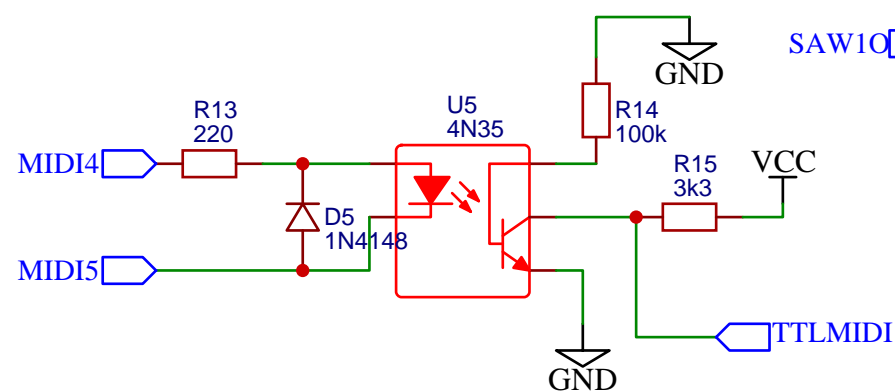 SAW1O
GND
R13
220
U5
4N35
R14
100k
MIDI4
R15
3k3
VCC
D5
1N4148
MIDI5
TTLMIDI
GND